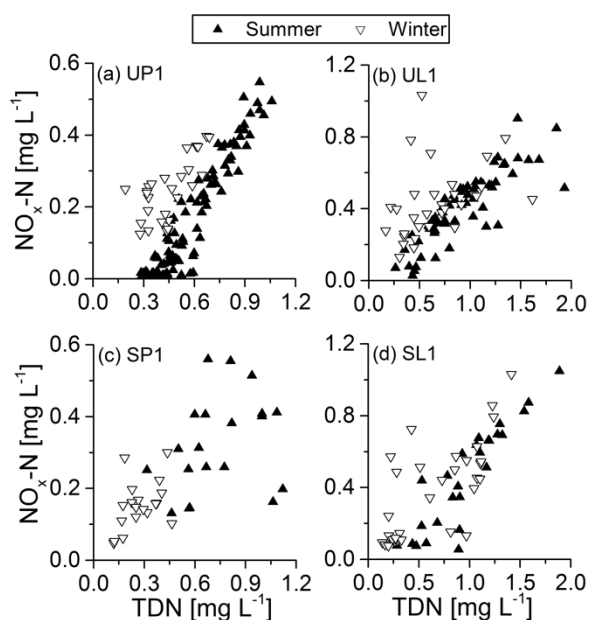 ▲ Summer ▽ Winter
(a) UP1
(b) UL1
NOx-N [mg L-1]
0.6
0.4
0.2
0.0
0.0 0.3 0.6 0.9 1.2
1.2
0.8
0.4
0.0
0.0 0.5 1.0 1.5 2.0
(c) SP1
(d) SL1
NOx-N [mg L-1]
0.6
0.4
0.2
0.0
0.0 0.3 0.6 0.9 1.2
TDN [mg L-1]
1.2
0.8
0.4
0.0
0.0 0.5 1.0 1.5 2.0
TDN [mg L-1]